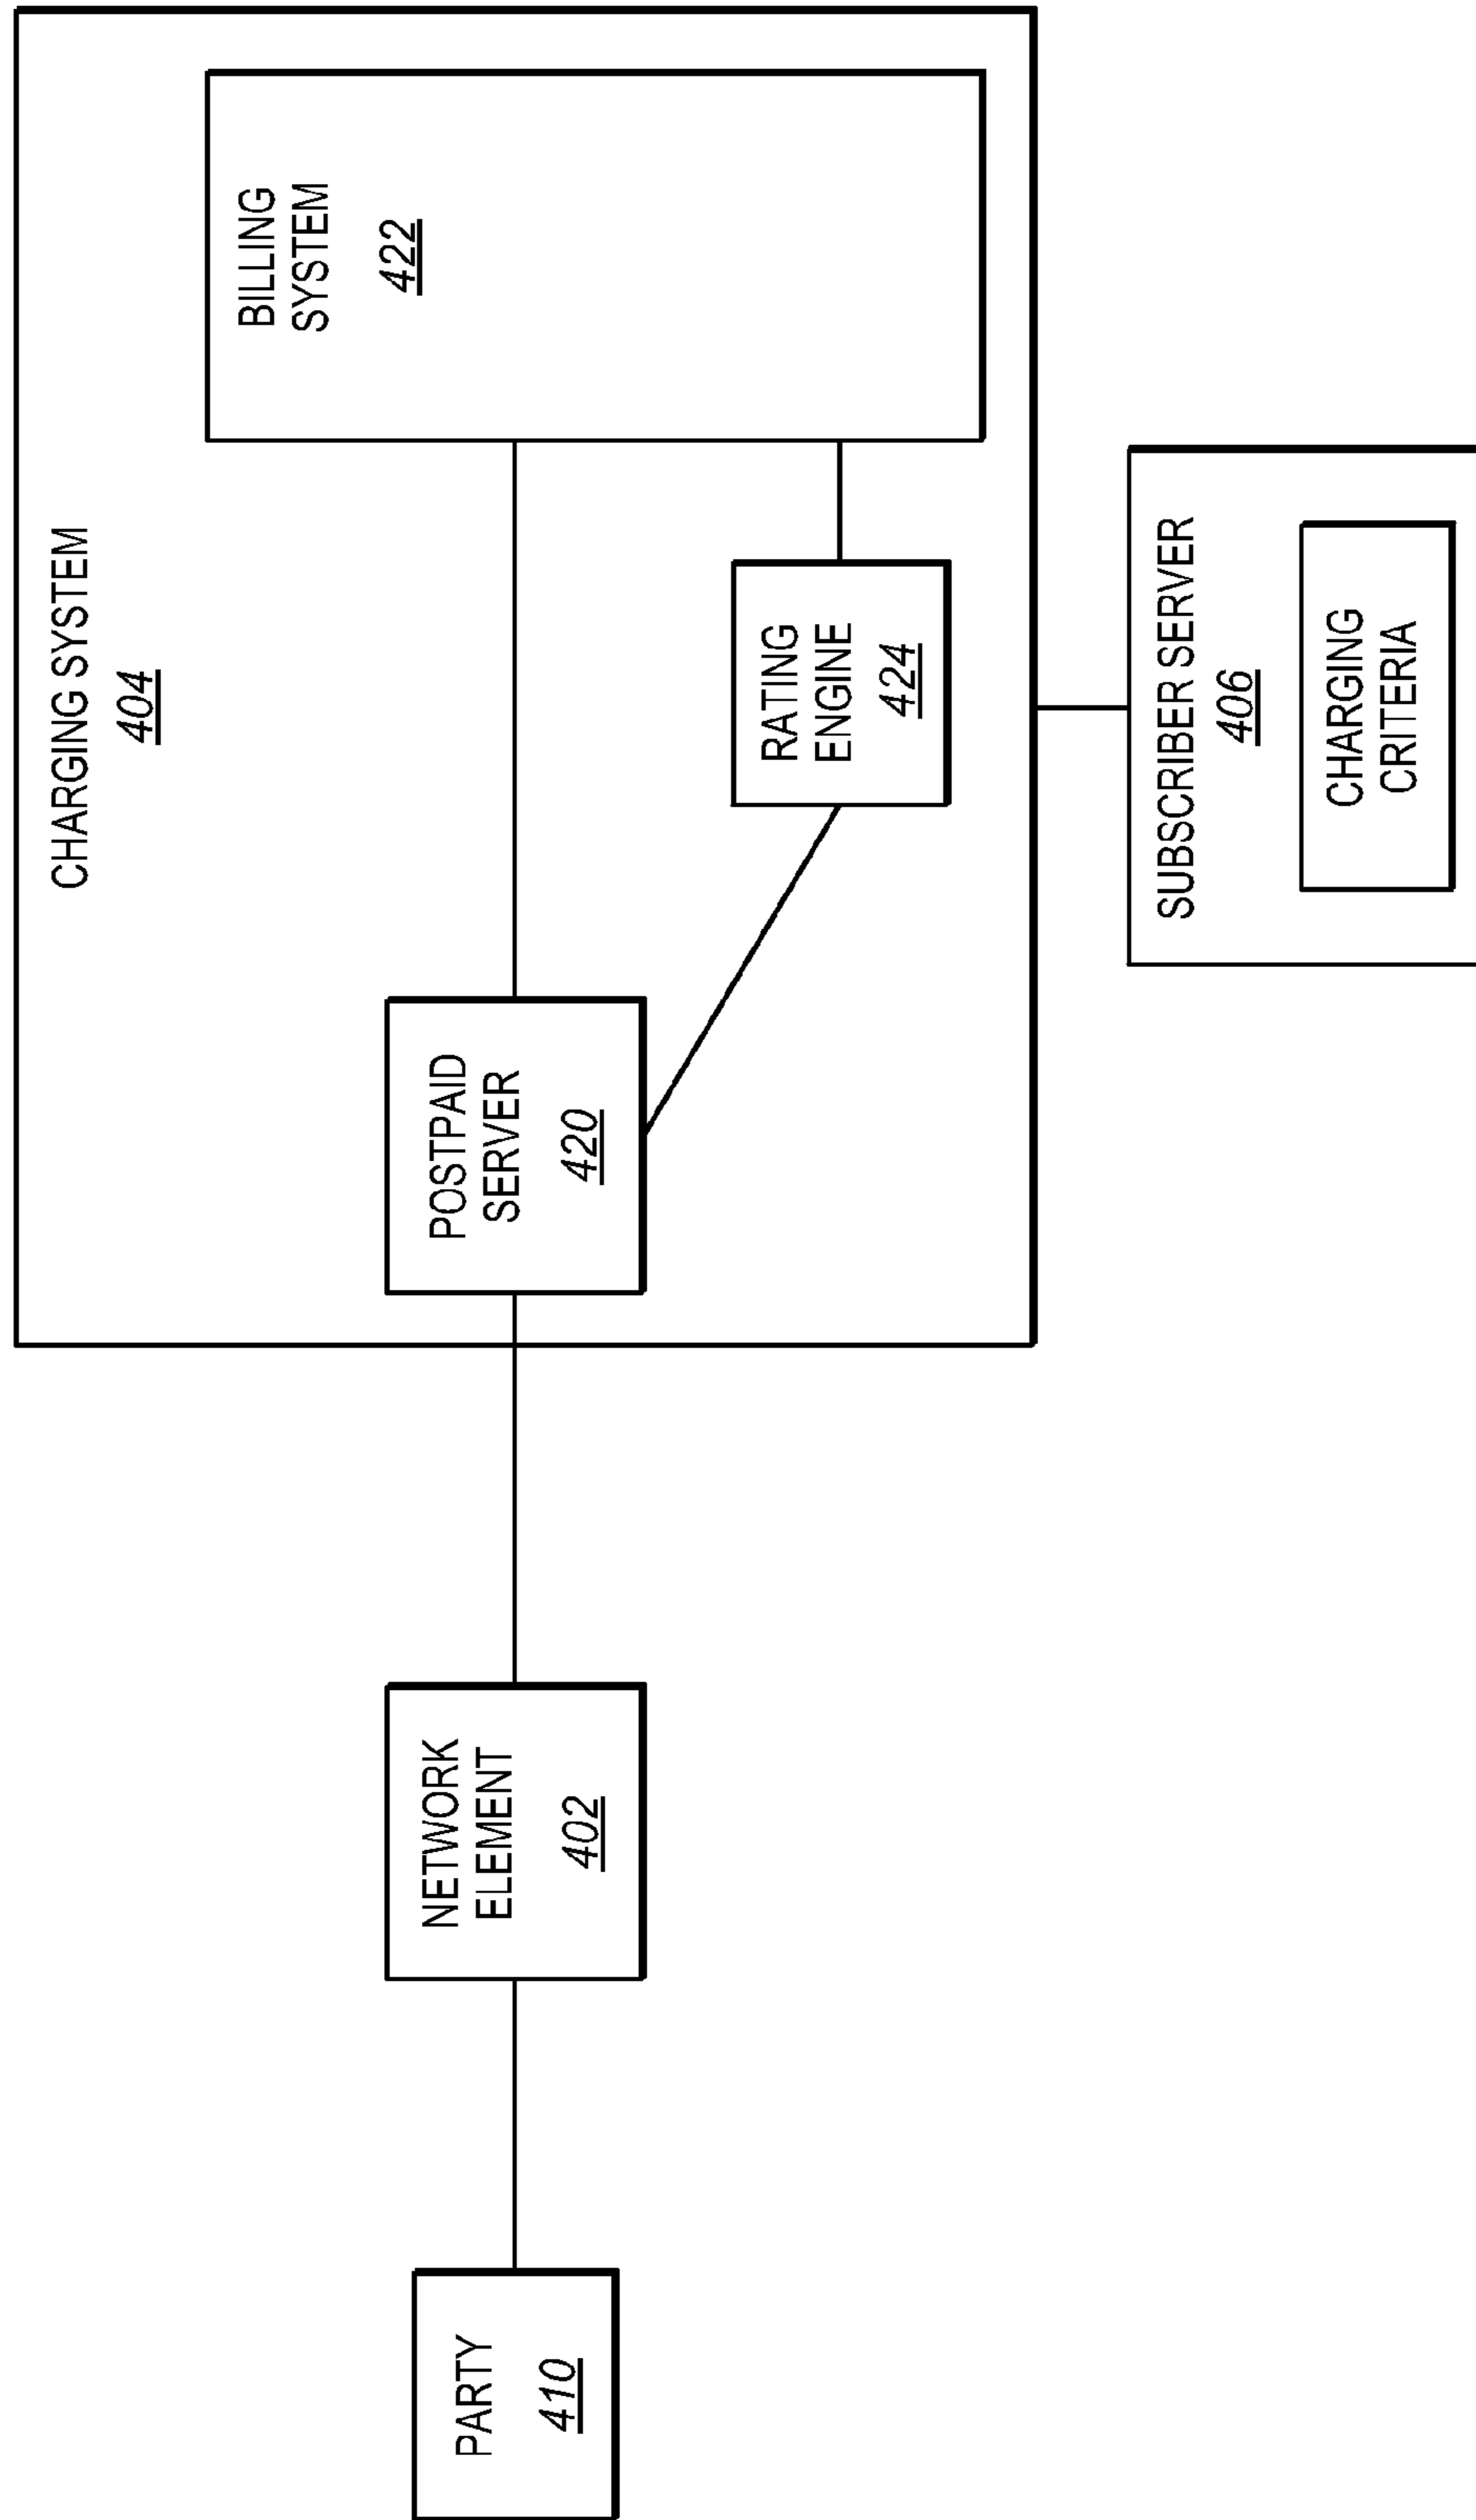 CHARGING SYSTEM
404
BILLING
SYSTEM
422
POSTPAID
SERVER
420
RATING
ENGINE
424
NETWORK
ELEMENT
402
PARTY
410
SUBSCRIBER SERVER
406
CHARGING
CRITERIA